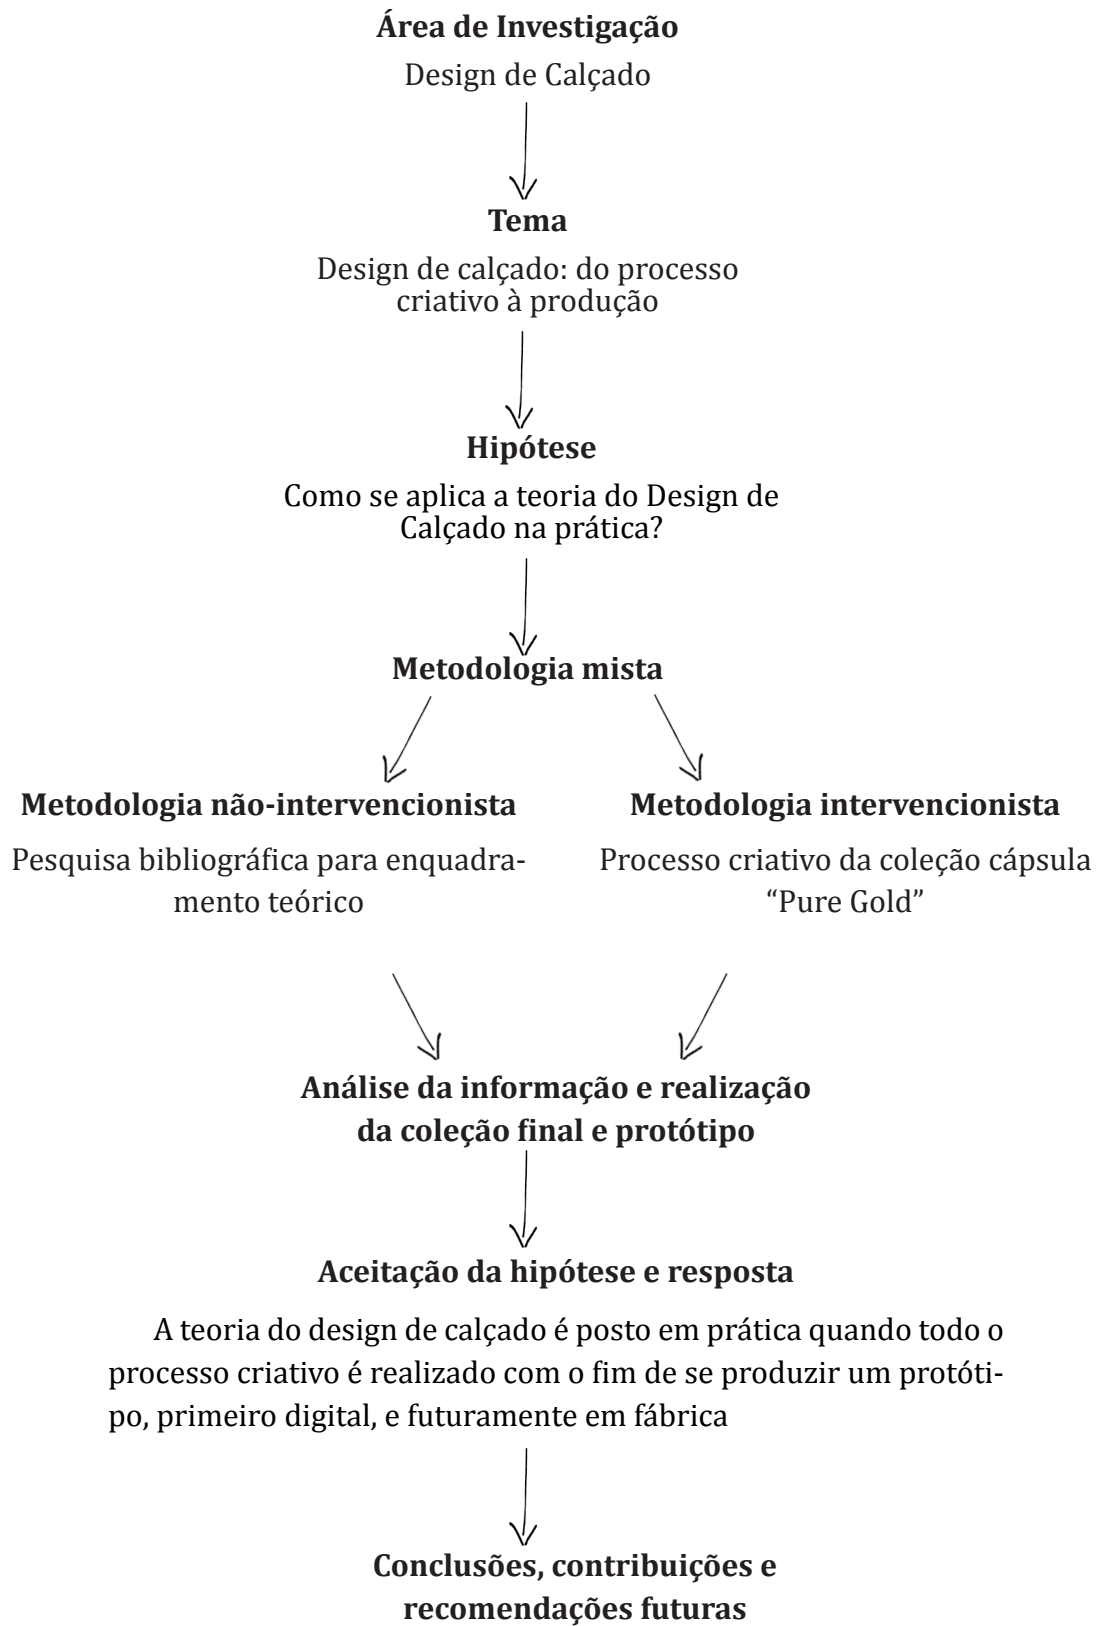 Área de Investigação
Design de Calçado
Tema
Design de calçado: do processo
criativo à produção
Hipótese
Como se aplica a teoria do Design de
Calçado na prática?
Metodologia mista
Metodologia não-intervencionista
Pesquisa bibliográfica para enquadra-
mento teórico
Metodologia intervencionista
Processo criativo da coleção cápsula
“Pure Gold”
Análise da informação e realização
da coleção final e protótipo
Aceitação da hipótese e resposta
A teoria do design de calçado é posto em prática quando todo o
processo criativo é realizado com o fim de se produzir um protóti-
po, primeiro digital, e futuramente em fábrica
Conclusões, contribuições e
recomendações futuras